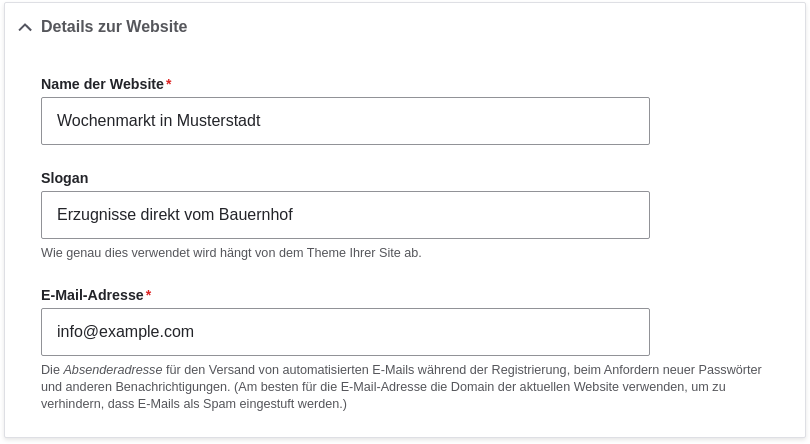 Details zur Website
Name der Website*
Wochenmarkt in Musterstadt
Slogan
Erzugnisse direkt vom Bauernhof
Wie genau dies verwendet wird hängt von dem Theme Ihrer Site ab.
E-Mail-Adresse*
info@example.com
Die Absenderadresse für den Versand von automatisierten E-Mails während der Registrierung, beim Anfordern neuer Passwörter
und anderen Benachrichtigungen. (Am besten für die E-Mail-Adresse die Domain der aktuellen Website verwenden, um zu
verhindern, dass E-Mails als Spam eingestuft werden.)